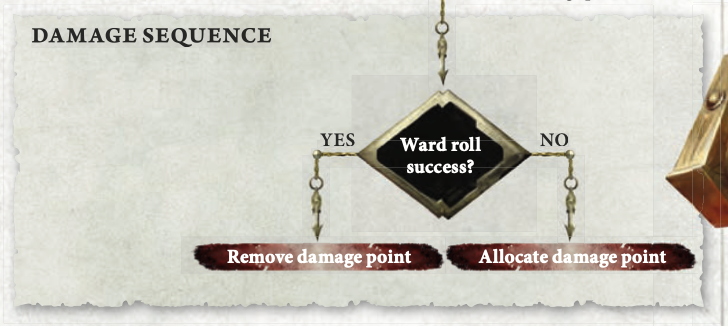 DAMAGE SEQUENCE
YES
Ward roll
success?
NO
Remove damage point
Allocate damage point